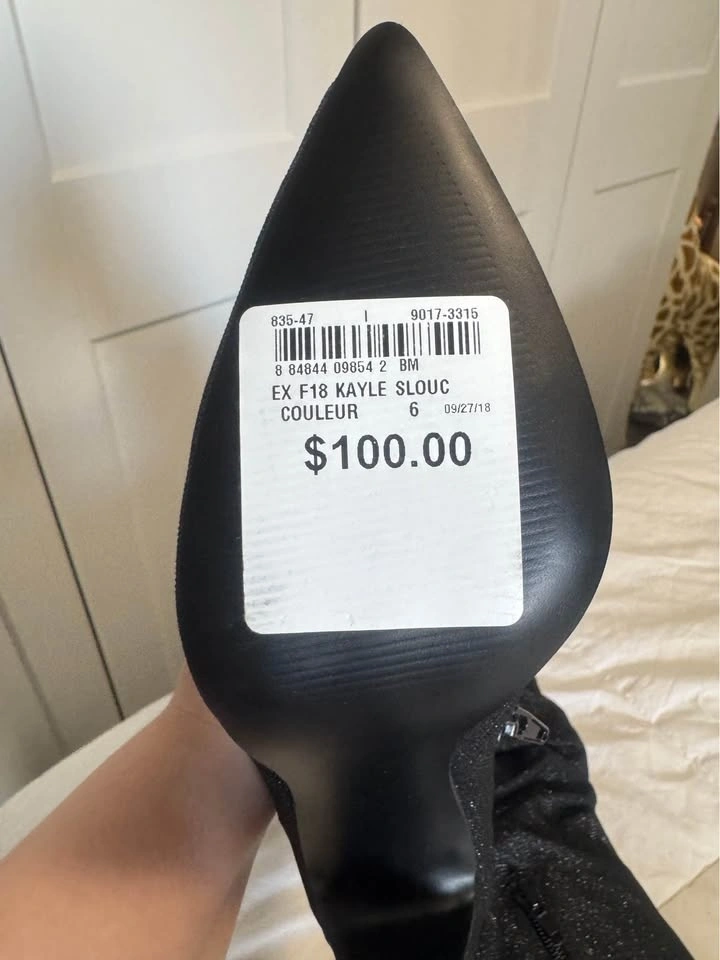 835-47 I 9017-3315
8 84844 09854 2 BM
EX F18 KAYLE SLOUC
COULEUR 6 09/27/18
$100.00